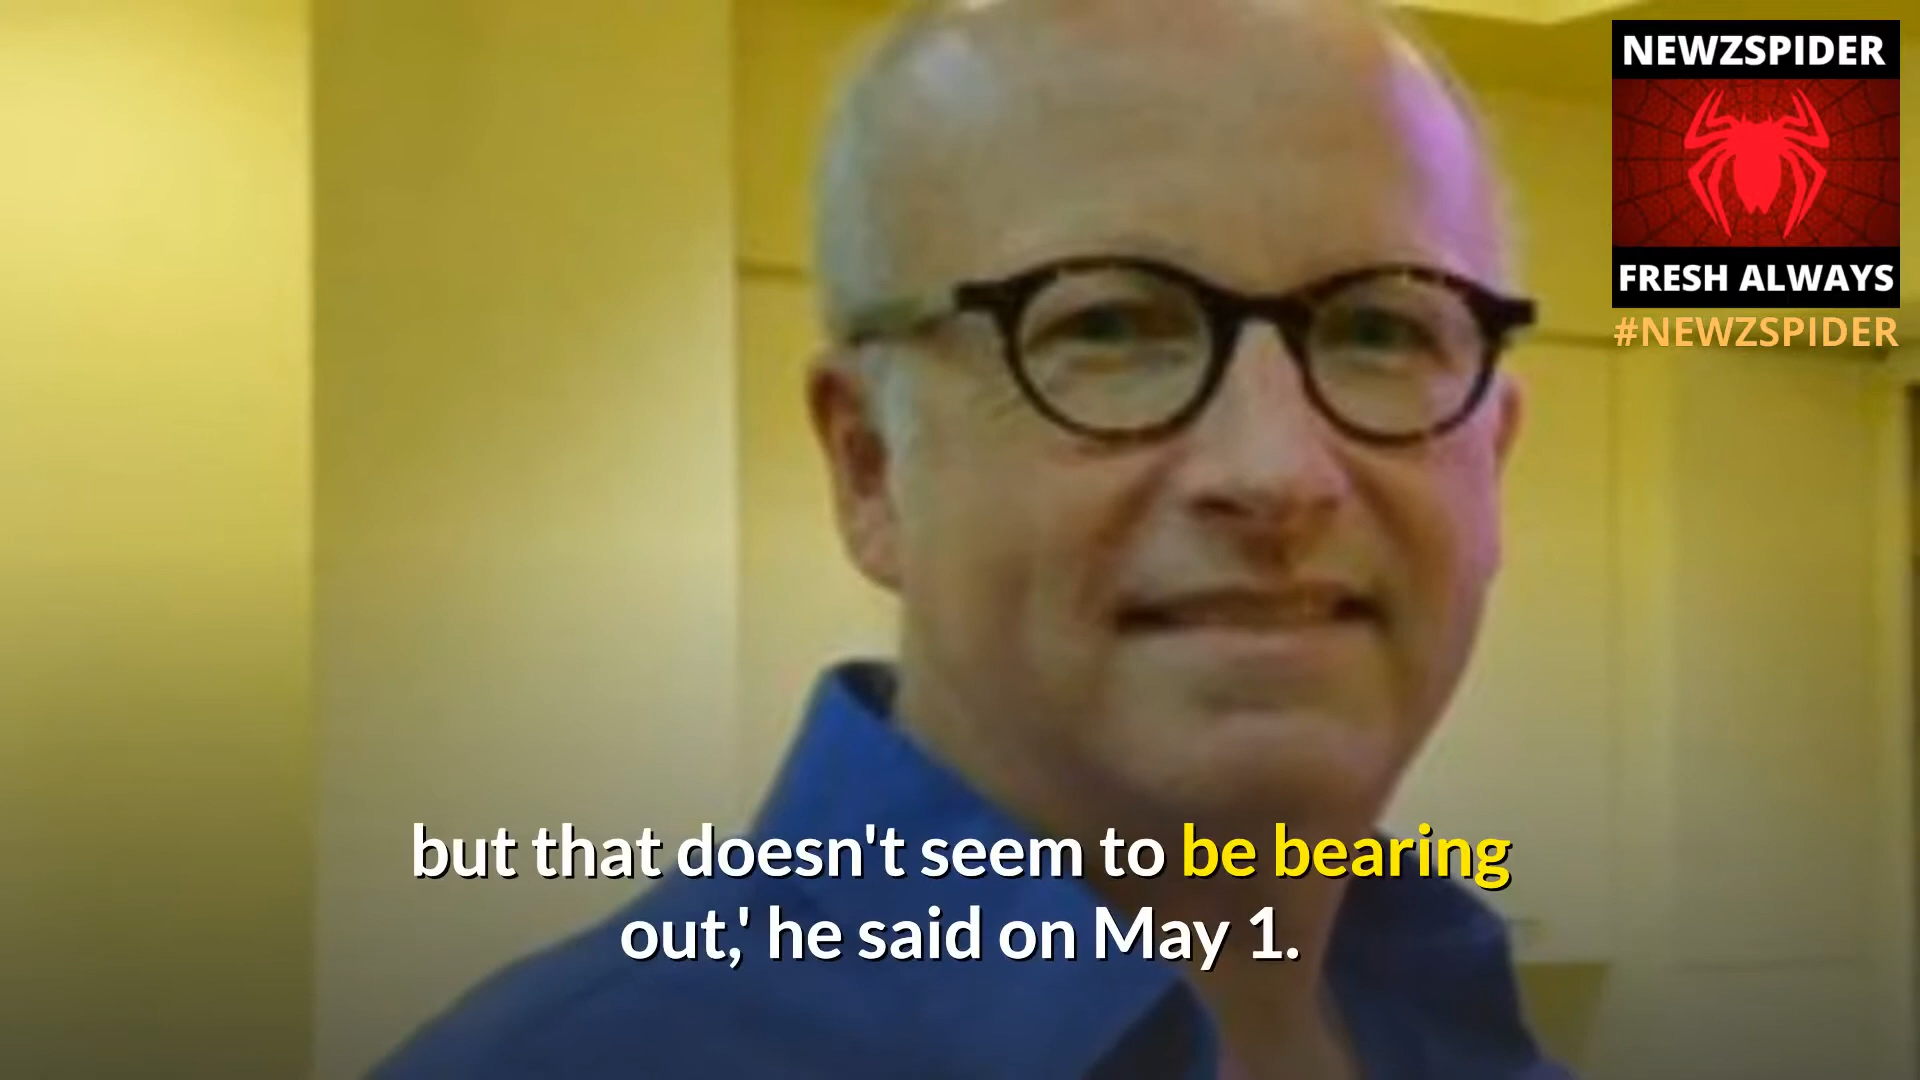 NEWZSPIDER
FRESH ALWAYS
#NEWZSPIDER
but that doesn't seem to be bearing
out,' he said on May 1.